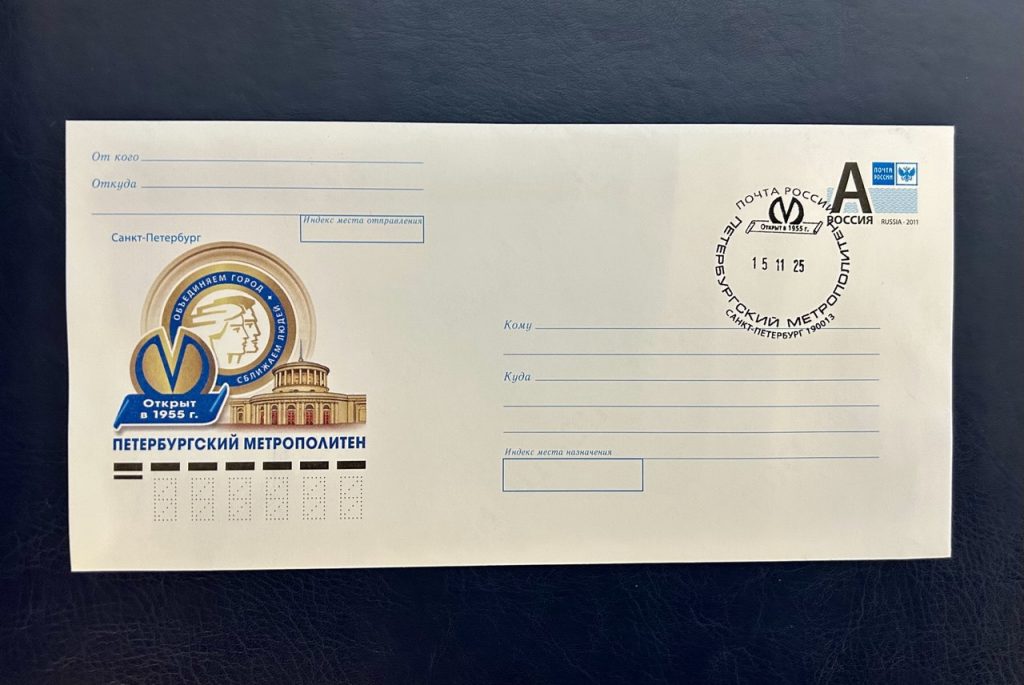 От кого
Откуда
Индекс места отправления
Санкт-Петербург
ОБЪЕДИНЯЕМ ГОРОД • СБЛИЖАЕМ ЛЮДЕЙ
Открыт
в 1955 г.
ПЕТЕРБУРГСКИЙ МЕТРОПОЛИТЕН
А
ПОЧТА
РОССИИ
РОССИЯ
RUSSIA - 2011
ПОЧТА РОССИИ
Открыт в 1955 г.
15 11 25
ПЕТЕРБУРГСКИЙ МЕТРОПОЛИТЕН
САНКТ-ПЕТЕРБУРГ 190013
Кому
Куда
Индекс места назначения